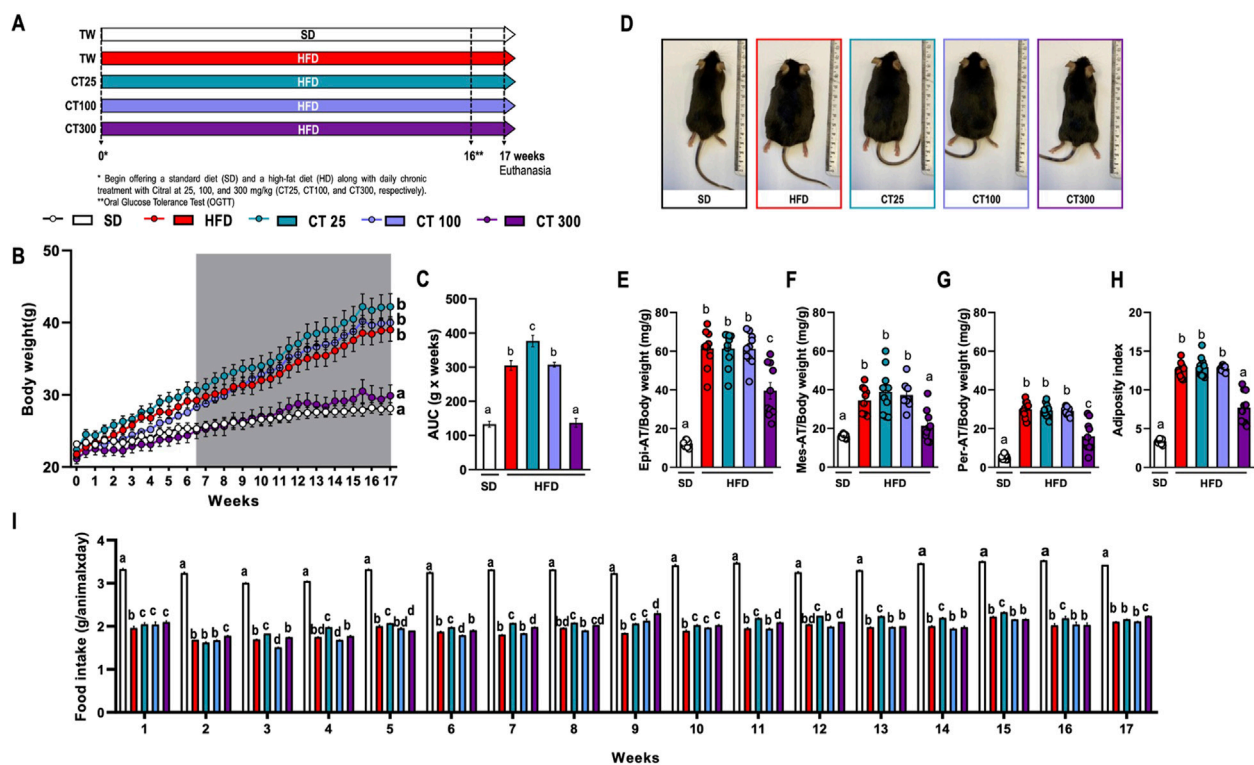 A
TW
SD
TW
HFD
CT25
HFD
CT100
HFD
CT300
HFD
0*
16**
17 weeks
Euthanasia
* Begin offering a standard diet (SD) and a high-fat diet (HD) along with daily chronic
treatment with Citral at 25, 100, and 300 mg/kg (CT25, CT100, and CT300, respectively).
**Oral Glucose Tolerance Test (OGTT)
SD HFD CT 25 CT 100 CT 300
D
SD HFD CT25 CT100 CT300
B
Body weight(g)
50
40
30
20
b
b
b
a
a
0 1 2 3 4 5 6 7 8 9 10 11 12 13 14 15 16 17
Weeks
C
AUC (g x weeks)
500
400
300
200
100
0
a b c b a
SD HFD
E
Epi-AT/Body weight (mg/g)
80
60
40
20
0
a b b b c
SD HFD
F
Mes-AT/Body weight (mg/g)
80
60
40
20
0
a b b b a
SD HFD
G
Per-AT/Body weight (mg/g)
80
60
40
20
0
a b b b c
SD HFD
H
Adiposity index
20
15
10
5
0
a b b b a
SD HFD
I
Food intake (g/animalxday)
4
3
2
1
0
a b c c c
a b b b c
a b c d b
a bd c d b
a b c b d
a b c d b
a b c b d
a bd c b cd
a b c c d
a b c b c
a b c b c
a bd c b d
a b c b b
a b c b b
a b c b b
a b c b b
a b b b c
1 2 3 4 5 6 7 8 9 10 11 12 13 14 15 16 17
Weeks